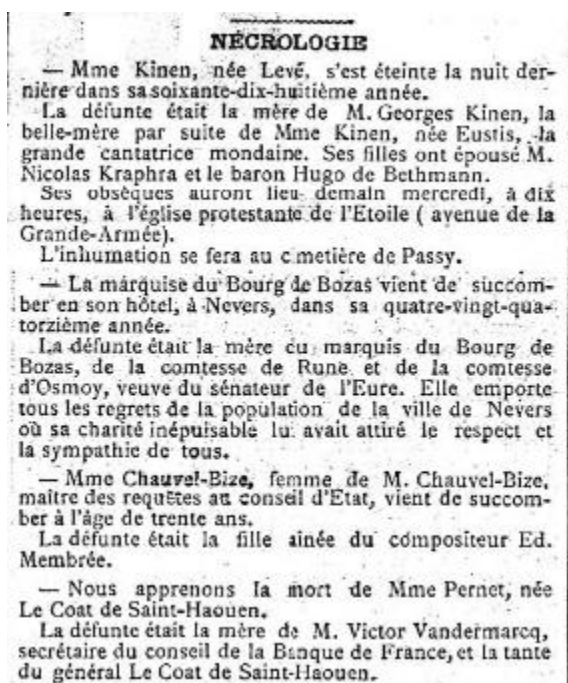 NÉCROLOGIE
— Mme Kinen, née Levé, s'est éteinte la nuit der-
nière dans sa soixante-dix-huitième année.
La défunte était la mère de M. Georges Kinen, la
belle-mère par suite de Mme Kinen, née Eustis, la
grande cantatrice mondaine. Ses filles ont épousé M.
Nicolas Kraphra et le baron Hugo de Bethmann.
Ses obsèques auront lieu demain mercredi, à dix
heures, à l'église protestante de l'Etoile ( avenue de la
Grande-Armée).
L'inhumation se fera au cimetière de Passy.
— La marquise du Bourg de Bozas vient de succom-
ber en son hôtel, à Nevers, dans sa quatre-vingt-qua-
torzième année.
La défunte était la mère du marquis du Bourg de
Bozas, de la comtesse de Rune et de la comtesse
d'Osmoy, veuve du sénateur de l'Eure. Elle emporte
tous les regrets de la population de la ville de Nevers
où sa charité inépuisable lui avait attiré le respect et
la sympathie de tous.
— Mme Chauvel-Bize, femme de M. Chauvel-Bize,
maître des requêtes au conseil d'Etat, vient de succom-
ber à l'âge de trente ans.
La défunte était la fille ainée du compositeur Ed.
Membrée.
— Nous apprenons la mort de Mme Pernet, née
Le Coat de Saint-Haouen.
La défunte était la mère de M. Victor Vandermarcq,
secrétaire du conseil de la Banque de France, et la tante
du général Le Coat de Saint-Haouen.